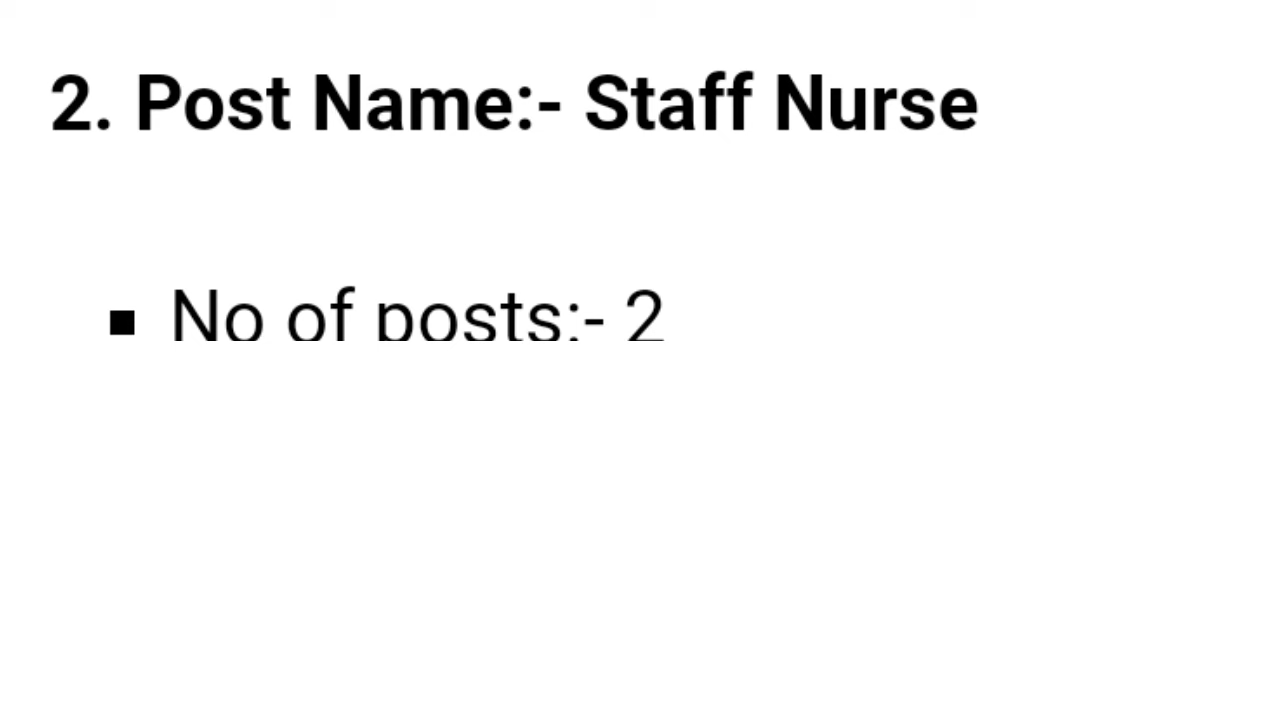 2. Post Name:- Staff Nurse
▪ No of posts:- 2